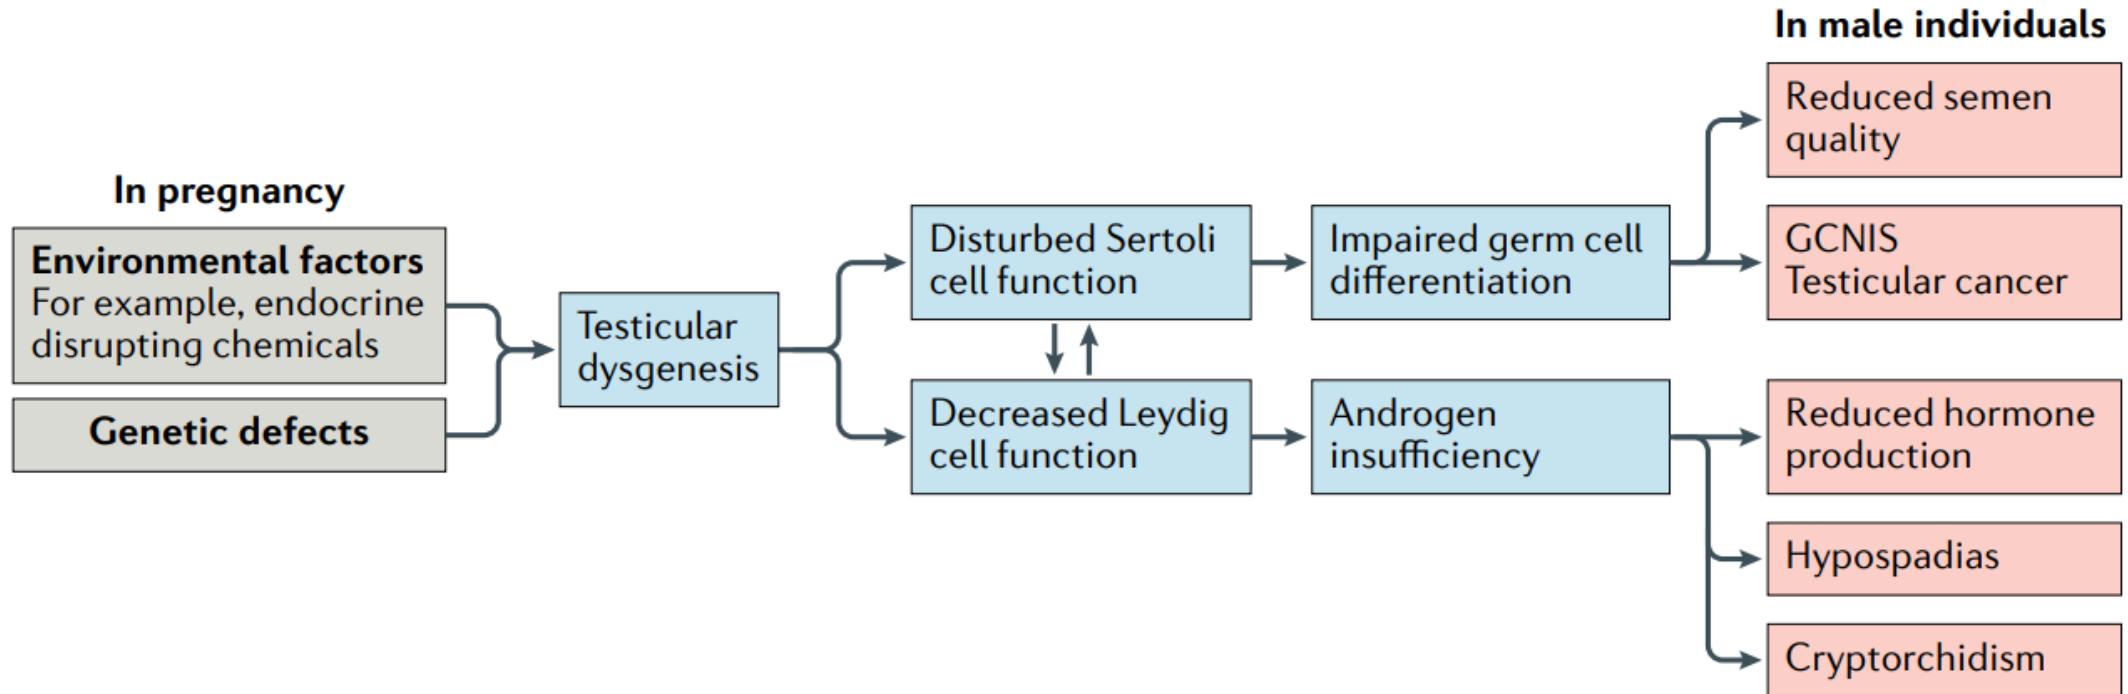 In pregnancy
Environmental factors
For example, endocrine
disrupting chemicals
Genetic defects
Testicular
dysgenesis
Disturbed Sertoli
cell function
Decreased Leydig
cell function
Impaired germ cell
differentiation
Androgen
insufficiency
In male individuals
Reduced semen
quality
GCNIS
Testicular cancer
Reduced hormone
production
Hypospadias
Cryptorchidism